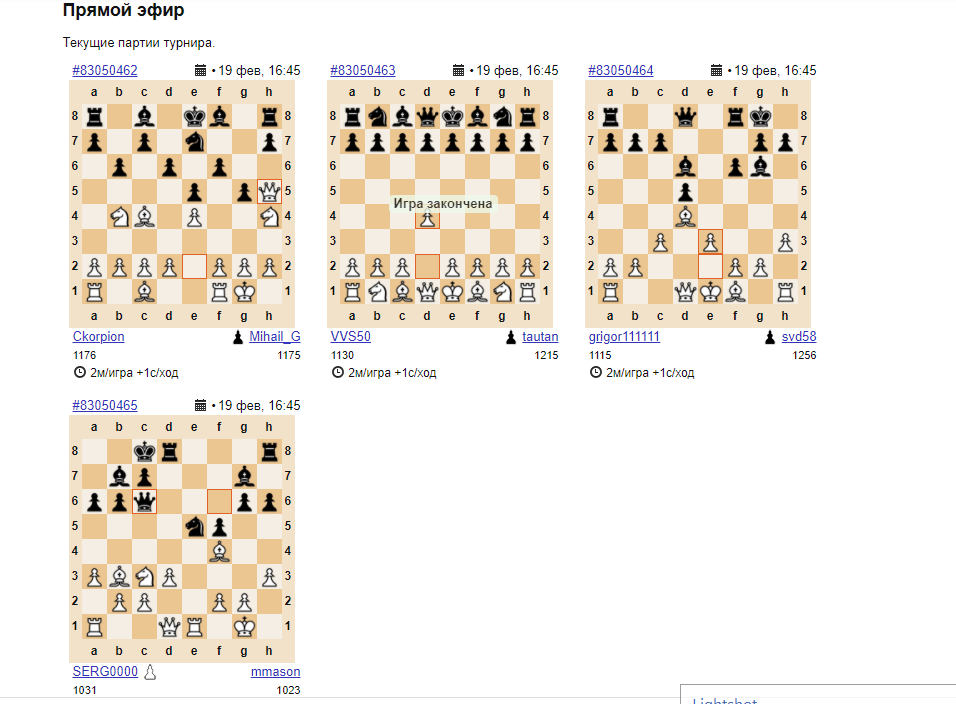 Прямой эфир
Текущие партии турнира.
#83050462 • 19 фев, 16:45
a b c d e f g h
8 8
7 7
6 6
5 5
4 4
3 3
2 2
1 1
a b c d e f g h
Ckorpion Mihail_G
1176 1175
2м/игра +1с/ход
#83050463 • 19 фев, 16:45
a b c d e f g h
8 8
7 7
6 6
5 5
Игра закончена
4 4
3 3
2 2
1 1
a b c d e f g h
VVS50 tautan
1130 1215
2м/игра +1с/ход
#83050464 • 19 фев, 16:45
a b c d e f g h
8 8
7 7
6 6
5 5
4 4
3 3
2 2
1 1
a b c d e f g h
grigor111111 svd58
1115 1256
2м/игра +1с/ход
#83050465 • 19 фев, 16:45
a b c d e f g h
8 8
7 7
6 6
5 5
4 4
3 3
2 2
1 1
a b c d e f g h
SERG0000 mmason
1031 1023
Lightshot